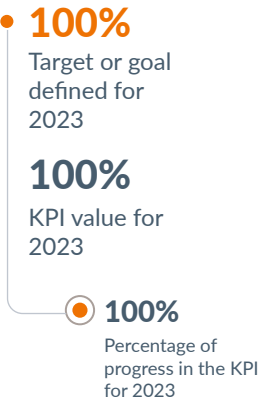 100%
Target or goal
defined for
2023
100%
KPI value for
2023
100%
Percentage of
progress in the KPI
for 2023